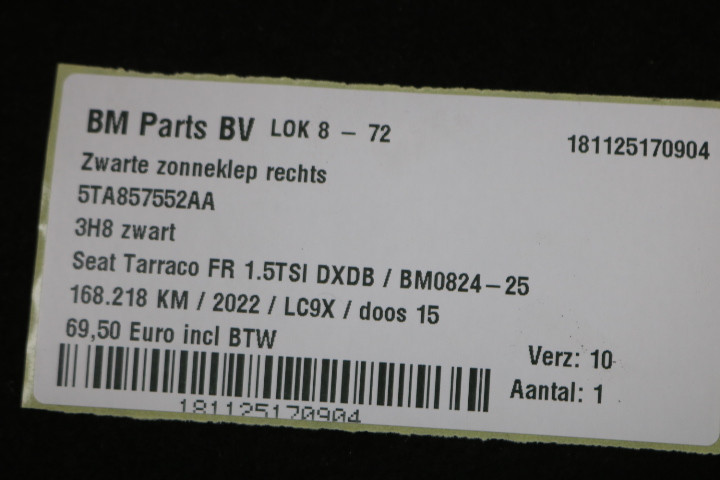 BM Parts BV LOK 8 - 72
181125170904
Zwarte zonneklep rechts
5TA857552AA
3H8 zwart
Seat Tarraco FR 1.5TSI DXDB / BM0824-25
168.218 KM / 2022 / LC9X / doos 15
69,50 Euro incl BTW
Verz: 10
Aantal: 1
181125170904